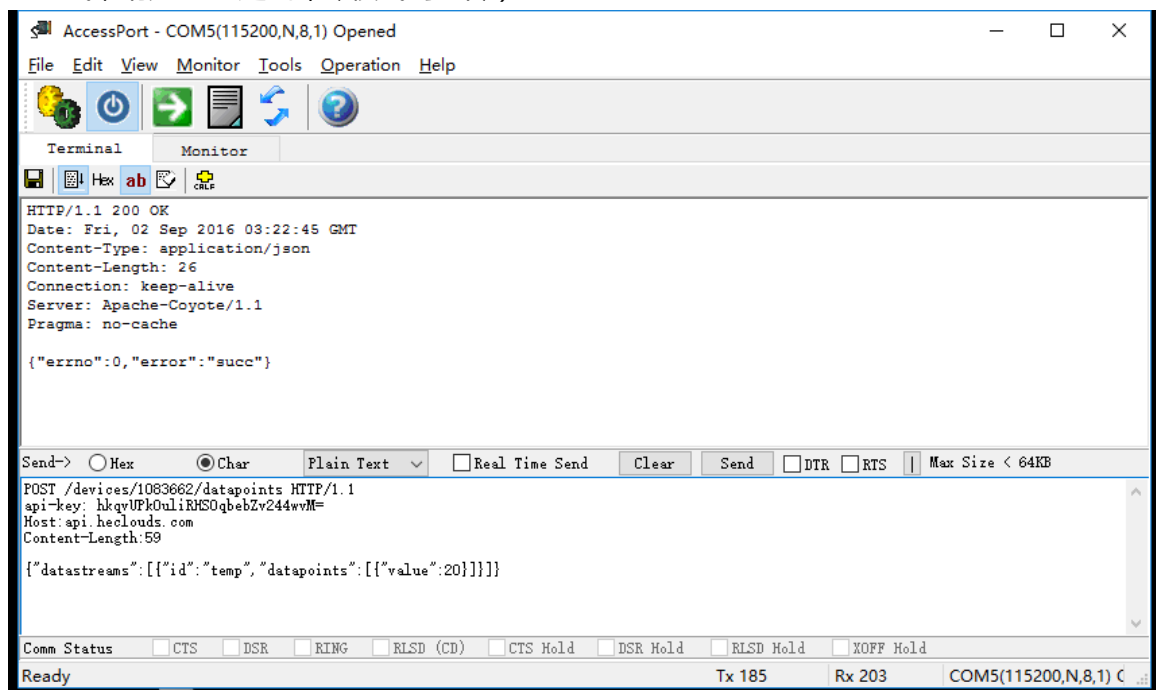 AccessPort - COM5(115200,N,8,1) Opened
File Edit View Monitor Tools Operation Help
Terminal Monitor
Hex ab CRLF
HTTP/1.1 200 OK
Date: Fri, 02 Sep 2016 03:22:45 GMT
Content-Type: application/json
Content-Length: 26
Connection: keep-alive
Server: Apache-Coyote/1.1
Pragma: no-cache
{"errno":0,"error":"succ"}
Send-> Hex Char Plain Text Real Time Send Clear Send DTR RTS | Max Size < 64KB
POST /devices/1083662/datapoints HTTP/1.1
api-key: hkqvUPkOuliRHSOqbebZv244wvM=
Host:api.heclouds.com
Content-Length:59
{"datastreams":[{"id":"temp","datapoints":[{"value":20}]}]}
Comm Status CTS DSR RING RLSD (CD) CTS Hold DSR Hold RLSD Hold XOFF Hold
Ready Tx 185 Rx 203 COM5(115200,N,8,1) C